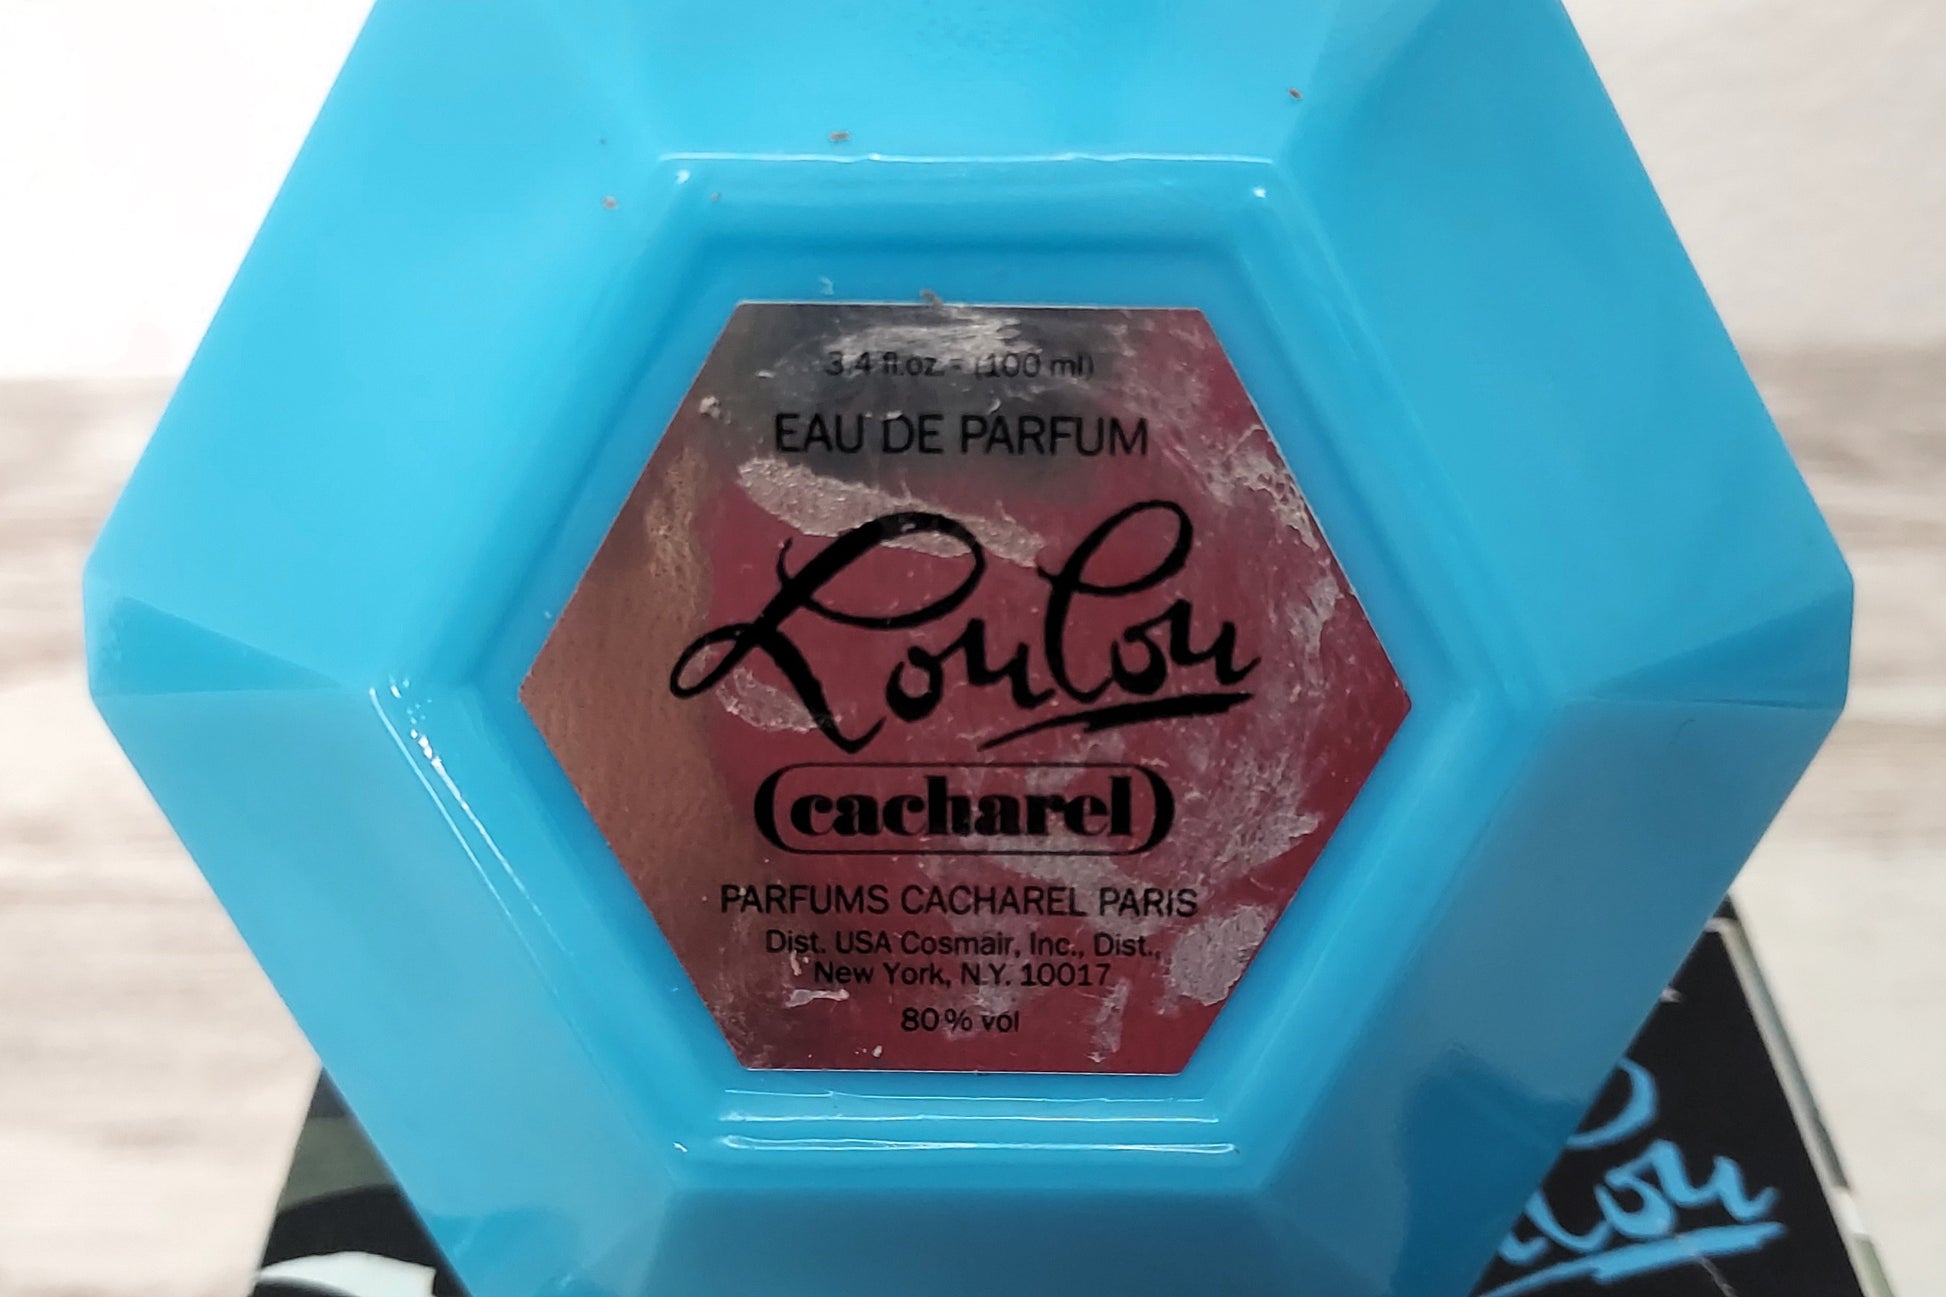 3.4 fl.oz. - (100 ml)
EAU DE PARFUM
Loulou
cacharel
PARFUMS CACHAREL PARIS
Dist. USA Cosmair, Inc., Dist.,
New York, N.Y. 10017
80% vol
Lou